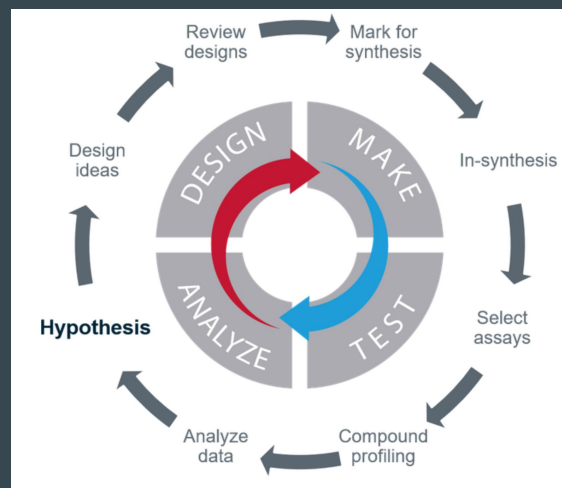 Review
designs
Mark for
synthesis
Design
ideas
DESIGN
MAKE
In-synthesis
Hypothesis
ANALYZE
TEST
Select
assays
Analyze
data
Compound
profiling